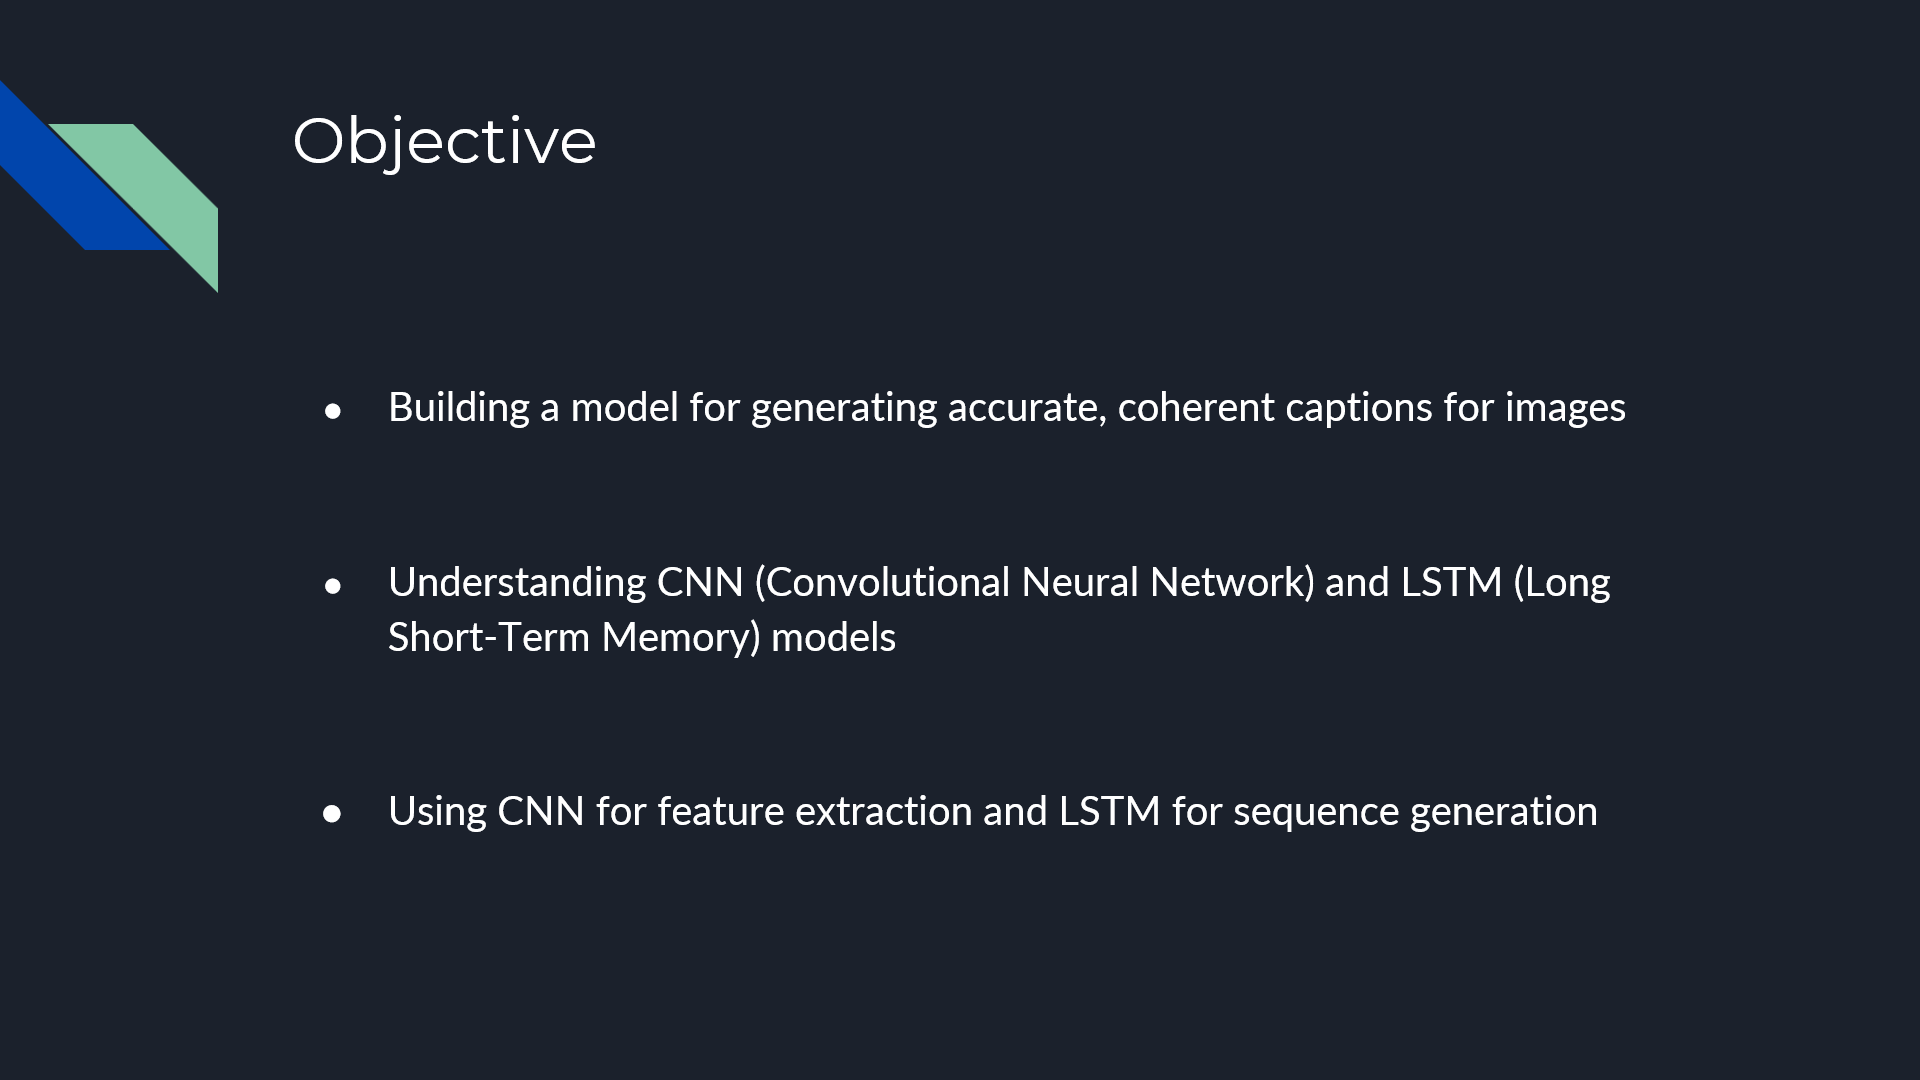 Objective
● Building a model for generating accurate, coherent captions for images
● Understanding CNN (Convolutional Neural Network) and LSTM (Long
Short-Term Memory) models
● Using CNN for feature extraction and LSTM for sequence generation